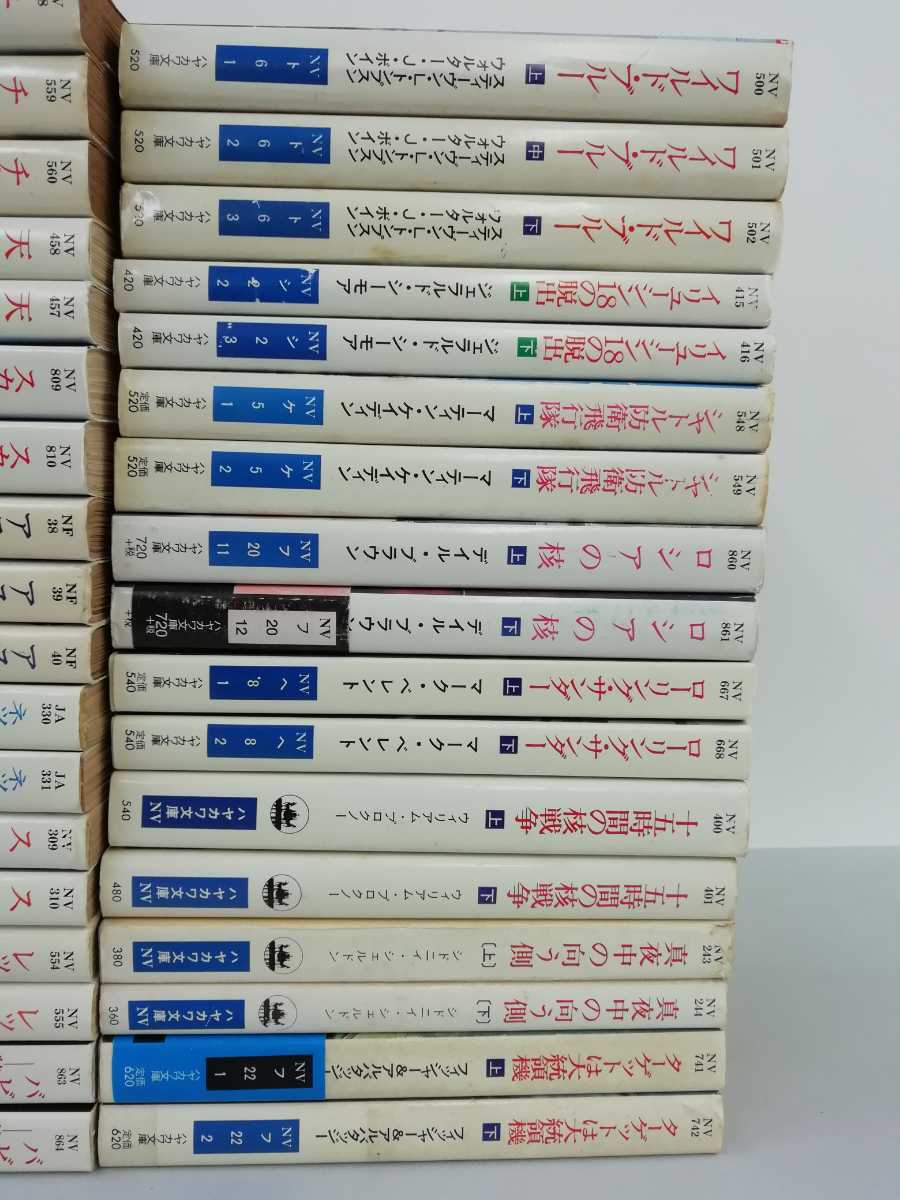 8
NV 559 チ
NV 560 チ
NV 458 天
NV 457 天
NV 809 スカ
NV 810 スカ
NF 38 ア
NF 39 ア
NF 40 ア
JA 330 ネッ
JA 331 ネッ
NV 309 ス
NV 310 ス
NV 554 レッ
NV 555 レッ
NV 863 バビ
NV 864 バビ
NV 500 ワイルド・ブルー 上
ウォルター・J・ボイン
スティーヴン・L・トンプスン
NV ト 6 1 ハヤカワ文庫 520
NV 501 ワイルド・ブルー 中
ウォルター・J・ボイン
スティーヴン・L・トンプスン
NV ト 6 2 ハヤカワ文庫 520
NV 502 ワイルド・ブルー 下
ウォルター・J・ボイン
スティーヴン・L・トンプスン
NV ト 6 3 ハヤカワ文庫
NV 415 イリューシン18の脱出 上 ジェラルド・シーモア NV シ 2 2 ハヤカワ文庫 420
NV 416 イリューシン18の脱出 下 ジェラルド・シーモア NV シ 2 3 ハヤカワ文庫 420
NV 548 シャトル防衛飛行隊 上 マーティン・ケイディン NV ケ 5 1 ハヤカワ文庫 定価520
NV 549 シャトル防衛飛行隊 下 マーティン・ケイディン NV ケ 5 2 ハヤカワ文庫 定価520
NV 860 ロシアの核 上 デイル・ブラウン NV フ 20 11 ハヤカワ文庫 720+税
NV 861 ロシアの核 下 デイル・ブラウン NV フ 20 12 ハヤカワ文庫 720+税
NV 667 ローリング・サンダー 上 マーク・ベレント NV ヘ 8 1 ハヤカワ文庫 定価540
NV 668 ローリング・サンダー 下 マーク・ベレント NV ヘ 8 2 ハヤカワ文庫 定価540
NV 400 十五時間の核戦争 上 ウィリアム・プロクノー ハヤカワ文庫 NV 540
NV 401 十五時間の核戦争 下 ウィリアム・プロクノー ハヤカワ文庫 NV 480
NV 243 真夜中の向う側 〔上〕 シドニイ・シェルドン ハヤカワ文庫 NV 380
NV 244 真夜中の向う側 〔下〕 シドニイ・シェルドン ハヤカワ文庫 NV 360
NV 741 ターゲットは大統領機 上 フィッシャー&アルバタッジー NV フ 22 1 ハヤカワ文庫 定価620
NV 742 ターゲットは大統領機 下 フィッシャー&アルバタッジー NV フ 22 2 ハヤカワ文庫 定価620